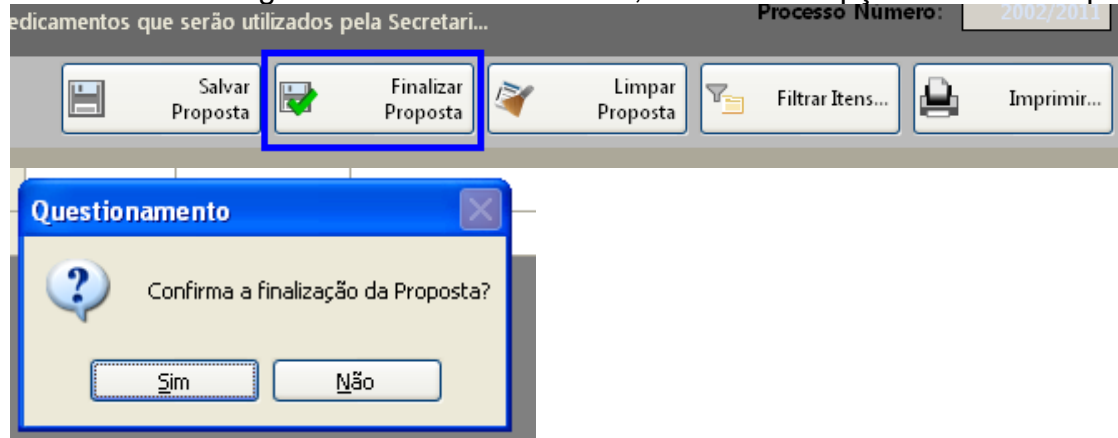 Processo Número: 2002/2011
edicamentos que serão utilizados pela Secretari...
Salvar Proposta
Finalizar Proposta
Limpar Proposta
Filtrar Itens...
Imprimir...
Questionamento
Confirma a finalização da Proposta?
Sim
Não